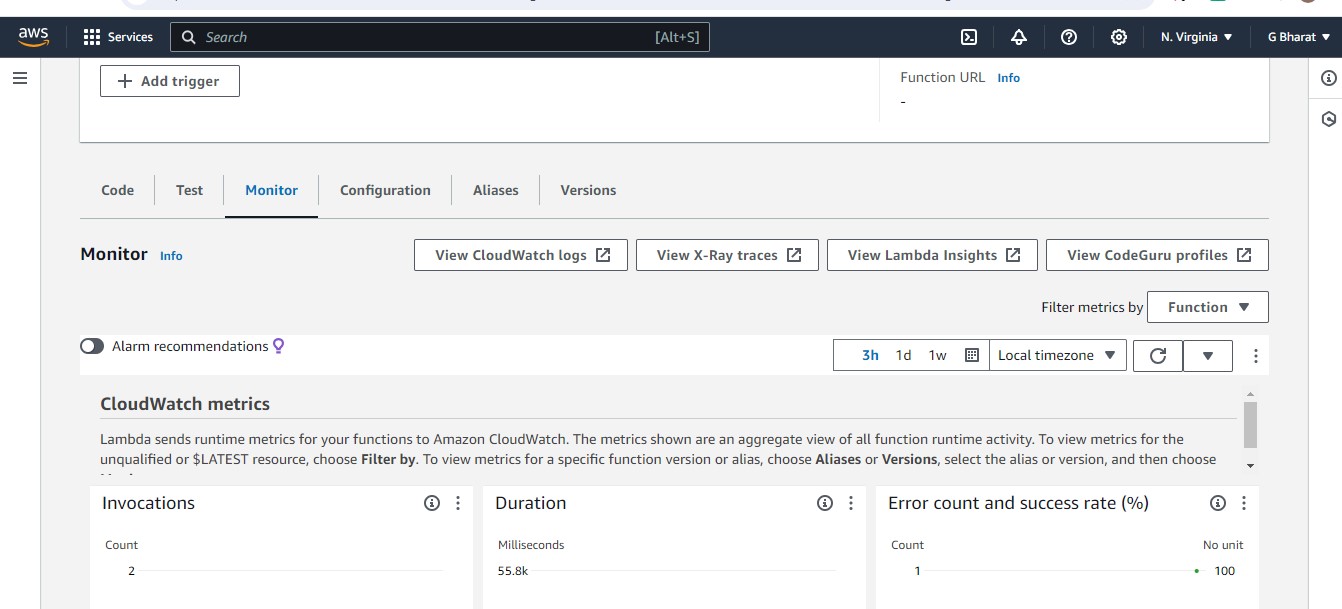 aws Services Search [Alt+S] N. Virginia G Bharat
Add trigger
Function URL Info
-
Code Test Monitor Configuration Aliases Versions
Monitor Info View CloudWatch logs View X-Ray traces View Lambda Insights View CodeGuru profiles
Filter metrics by Function
Alarm recommendations 3h 1d 1w Local timezone
CloudWatch metrics
Lambda sends runtime metrics for your functions to Amazon CloudWatch. The metrics shown are an aggregate view of all function runtime activity. To view metrics for the
unqualified or $LATEST resource, choose Filter by. To view metrics for a specific function version or alias, choose Aliases or Versions, select the alias or version, and then choose
Invocations
Count
2
Duration
Milliseconds
55.8k
Error count and success rate (%)
Count No unit
1 100